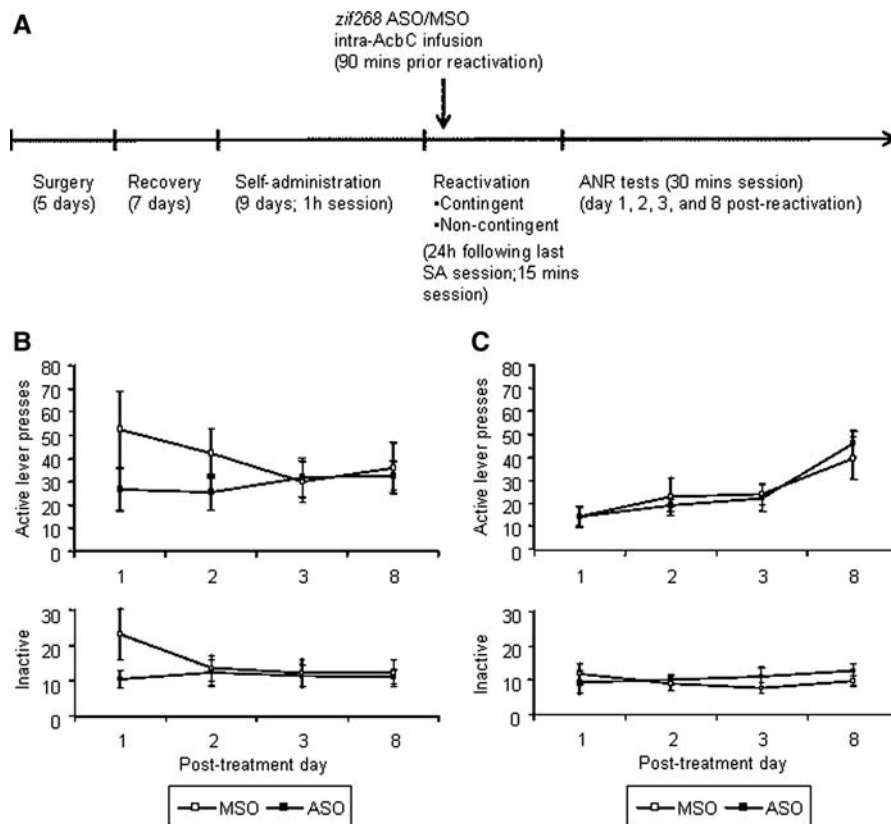 A
zif268 ASO/MSO
intra-AcbC infusion
(90 mins prior reactivation)
Surgery
(5 days)
Recovery
(7 days)
Self-administration
(9 days; 1h session)
Reactivation
•Contingent
•Non-contingent
(24h following last
SA session;15 mins
session)
ANR tests (30 mins session)
(day 1, 2, 3, and 8 post-reactivation)
B
Active lever presses
80
70
60
50
40
30
20
10
0
1 2 3 8
Inactive
30
20
10
0
1 2 3 8
Post-treatment day
MSO ASO
C
Active lever presses
80
70
60
50
40
30
20
10
0
1 2 3 8
Inactive
30
20
10
0
1 2 3 8
Post-treatment day
MSO ASO